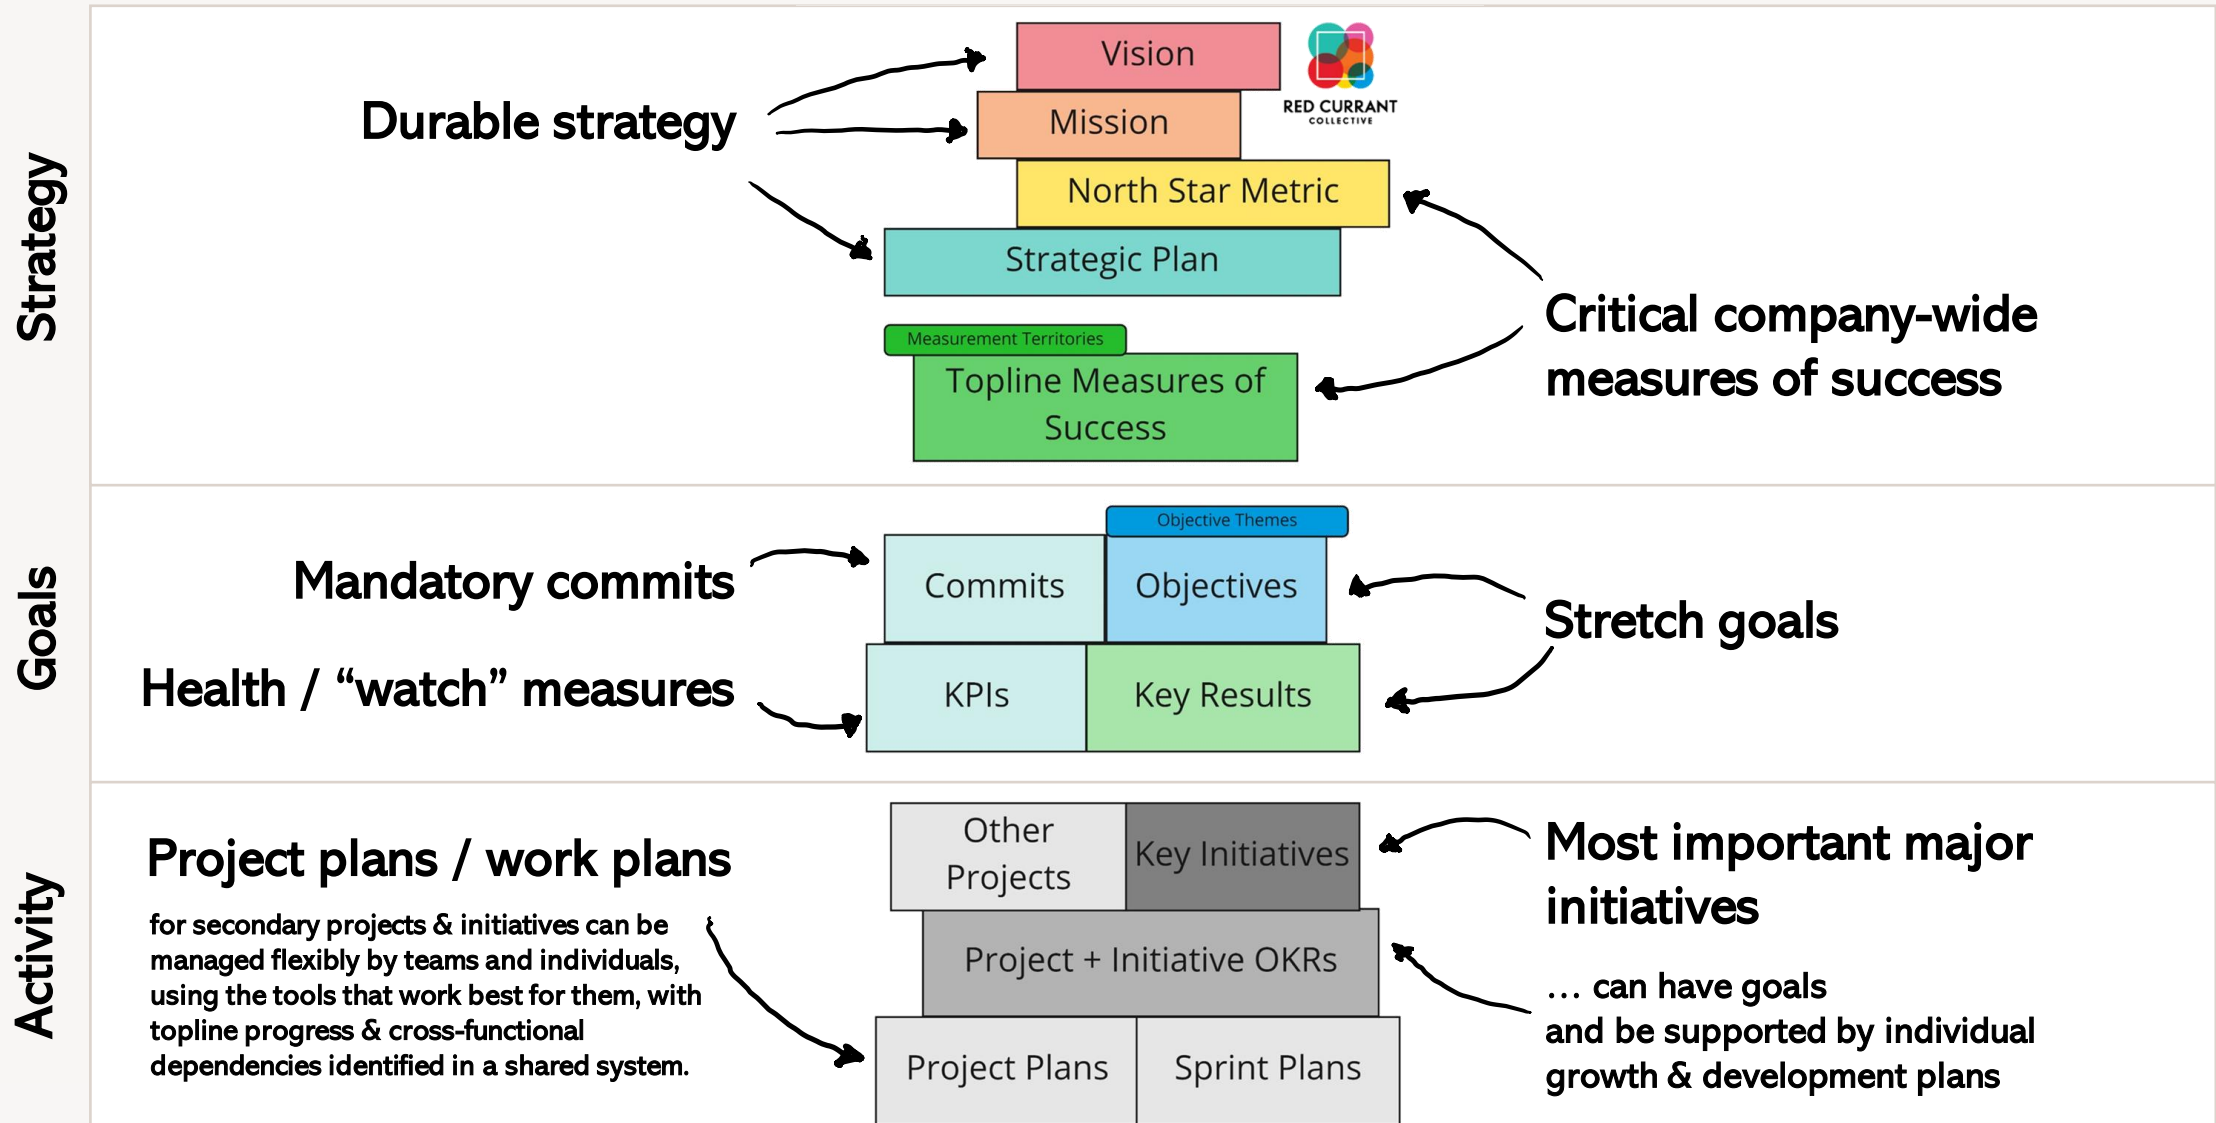 Strategy
Durable strategy
Vision
RED CURRANT
COLLECTIVE
Mission
North Star Metric
Strategic Plan
Critical company-wide
measures of success
Measurement Territories
Topline Measures of
Success
Goals
Objective Themes
Mandatory commits
Commits
Objectives
Stretch goals
Health / “watch” measures
KPIs
Key Results
Activity
Project plans / work plans
for secondary projects & initiatives can be
managed flexibly by teams and individuals,
using the tools that work best for them, with
topline progress & cross-functional
dependencies identified in a shared system.
Other
Projects
Key Initiatives
Most important major
initiatives
Project + Initiative OKRs
... can have goals
and be supported by individual
growth & development plans
Project Plans
Sprint Plans